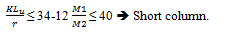 KLᵤ/r ≤ 34-12 M1/M2 ≤ 40 ➔ Short column.